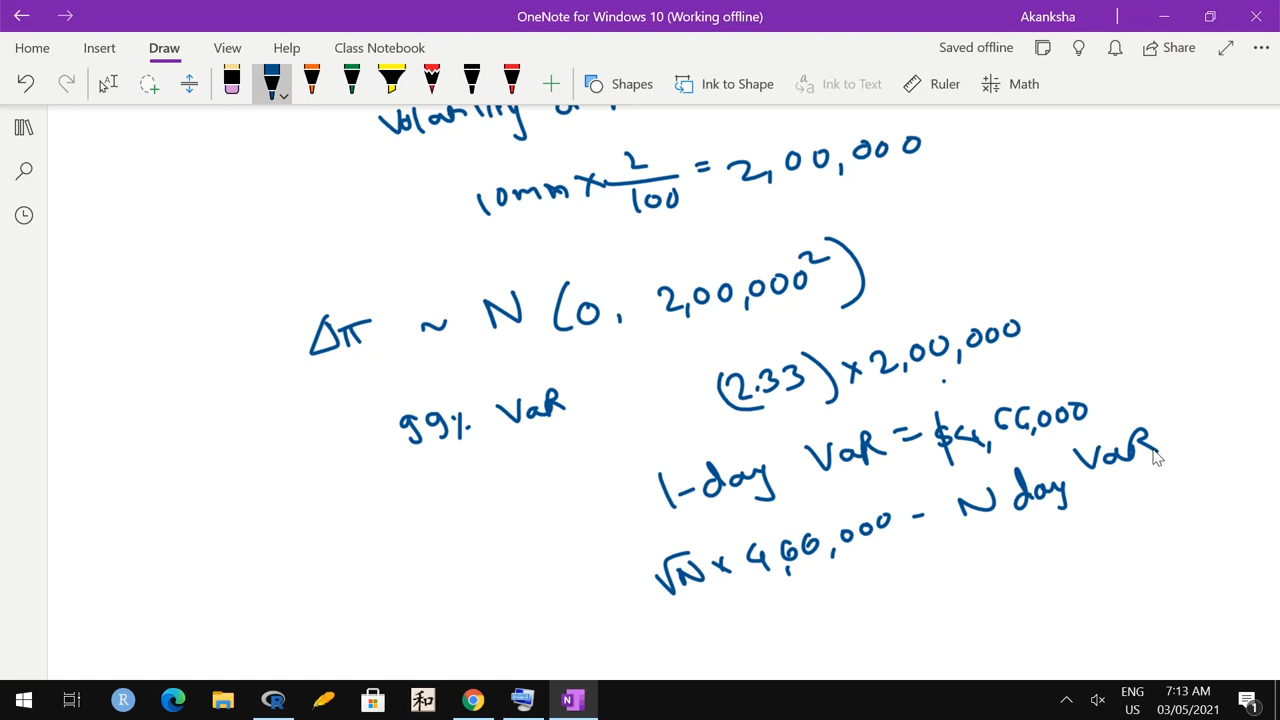 OneNote for Windows 10 (Working offline)
Akanksha
Home Insert Draw View Help Class Notebook
Saved offline Share
Shapes Ink to Shape Ink to Text Ruler Math
Volatility
10mn × 2/100 = 2,00,000
Δπ ~ N (0, 2,00,000²)
(2.33) × 2,00,000
99% VaR
1-day VaR = $4,66,000
√N × 4,66,000 - N day VaR
ENG 7:13 AM
US 03/05/2021 1